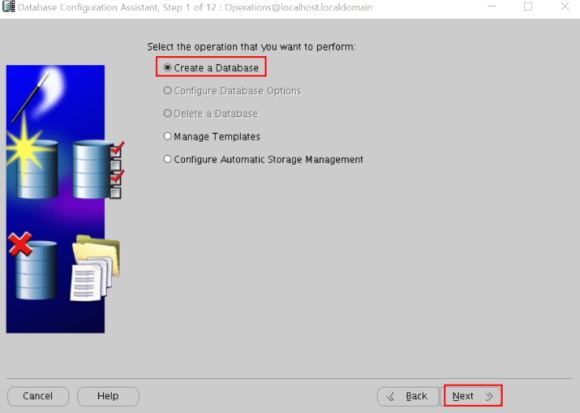 Database Configuration Assistant, Step 1 of 12 : Operations@localhost.localdomain
Select the operation that you want to perform:
Create a Database
Configure Database Options
Delete a Database
Manage Templates
Configure Automatic Storage Management
Cancel
Help
Back
Next